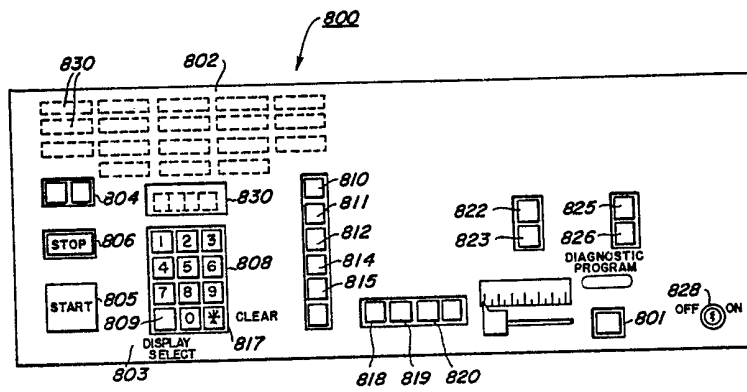 800
830
802
804
830
810
811
812
814
815
822
823
825
826
STOP
806
1 2 3
4 5 6
7 8 9
0 *
808
START
805
809
CLEAR
817
803
DISPLAY
SELECT
818
819
820
DIAGNOSTIC
PROGRAM
801
828
OFF
ON